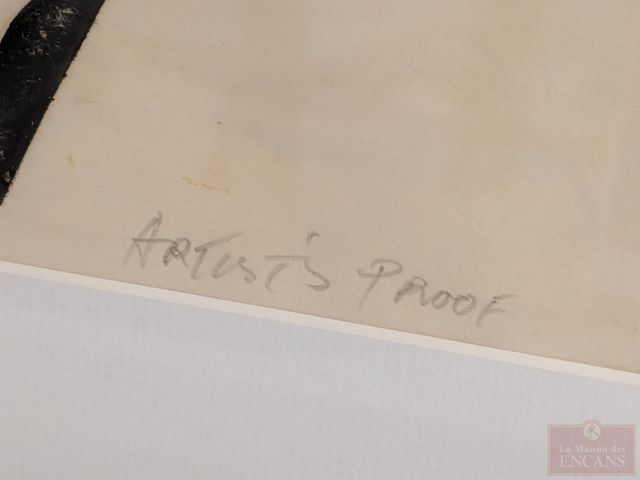 ARTIST'S PROOF
La Maison des
ENCANS